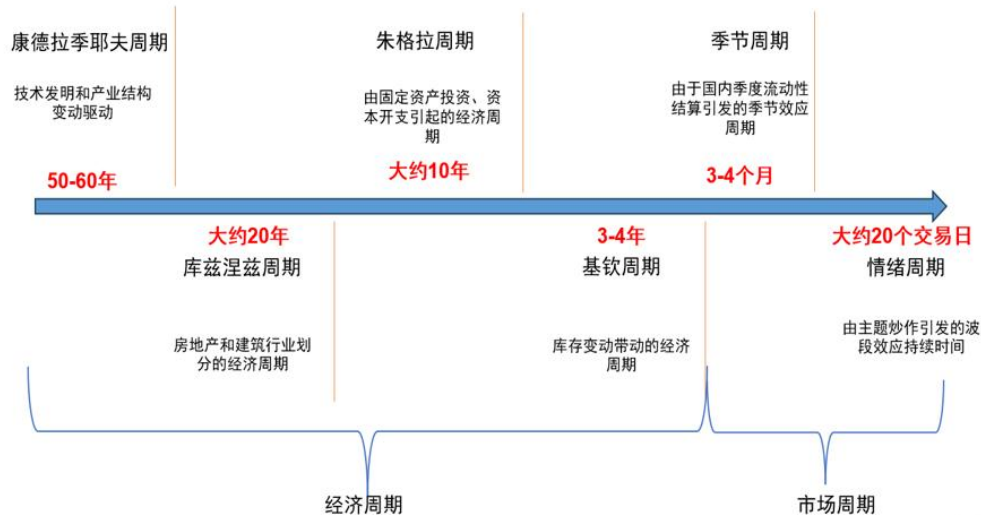 康德拉季耶夫周期
技术发明和产业结构
变动驱动
50-60年
朱格拉周期
由固定资产投资、资
本开支引起的经济周
期
大约10年
季节周期
由于国内季度流动性
结算引发的季节效应
周期
3-4个月
大约20年
库兹涅兹周期
房地产和建筑行业划
分的经济周期
3-4年
基钦周期
库存变动带动的经济
周期
大约20个交易日
情绪周期
由主题炒作引发的波
段效应持续时间
经济周期
市场周期